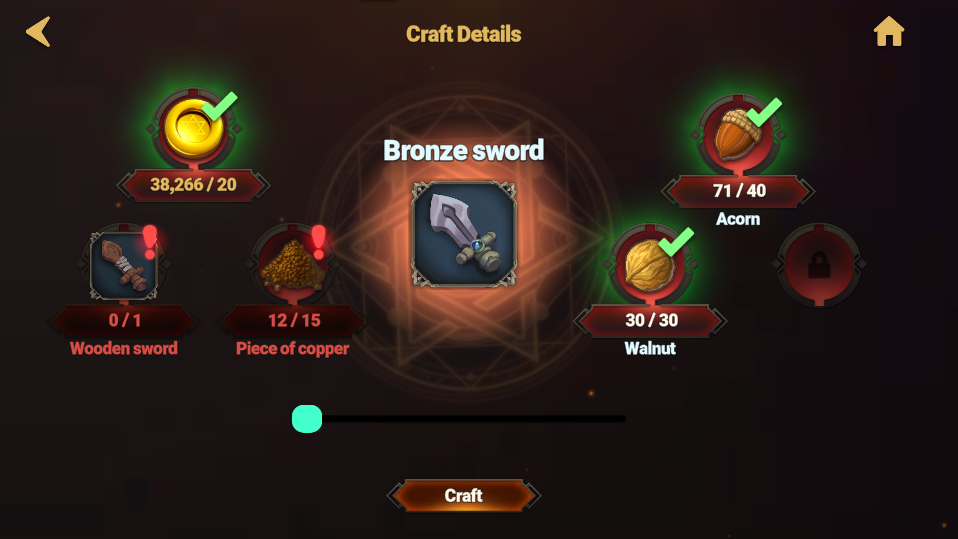 Craft Details
38,266 / 20
Bronze sword
71 / 40
Acorn
0 / 1
Wooden sword
12 / 15
Piece of copper
30 / 30
Walnut
Craft